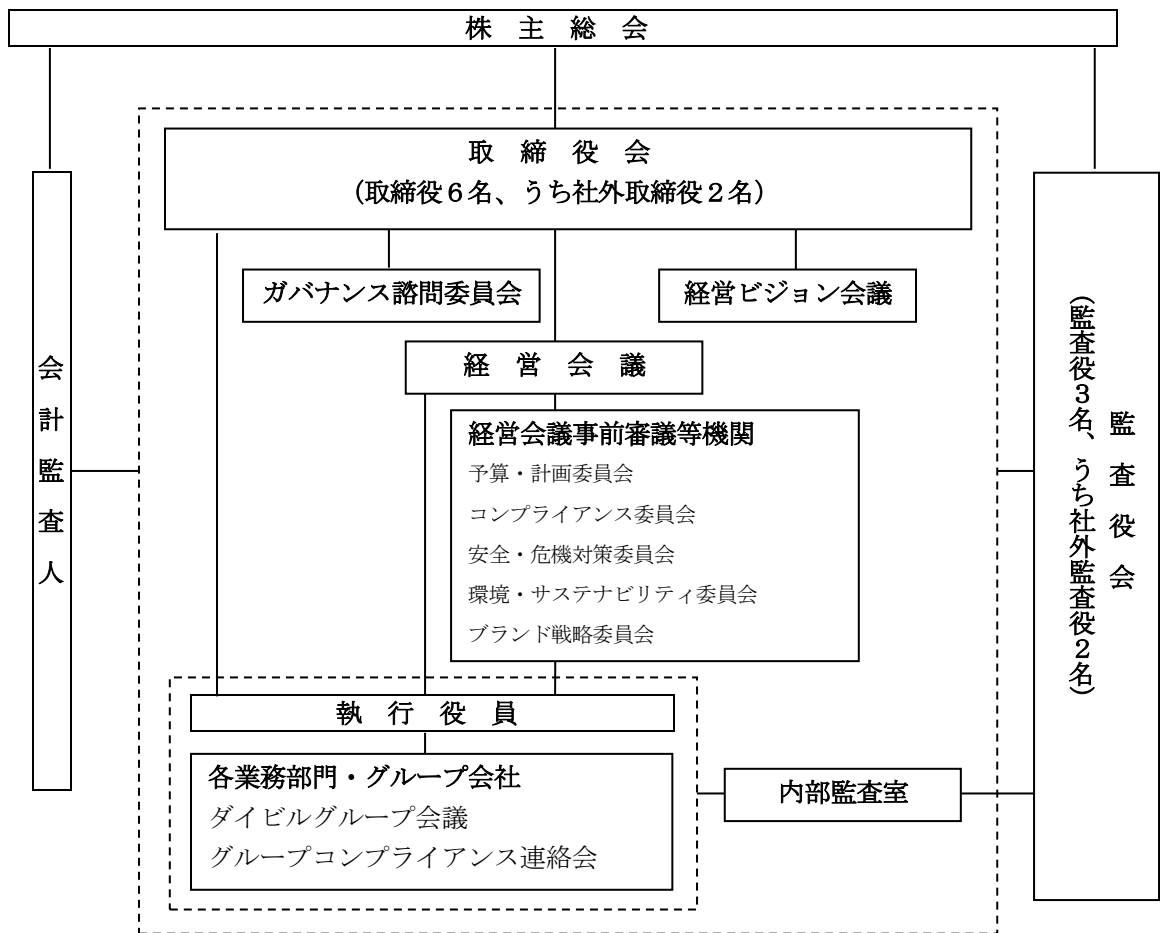 株 主 総 会
取 締 役 会
（取締役６名、うち社外取締役２名）
ガバナンス諮問委員会
経営ビジョン会議
経 営 会 議
経営会議事前審議等機関
予算・計画委員会
コンプライアンス委員会
安全・危機対策委員会
環境・サステナビリティ委員会
ブランド戦略委員会
執 行 役 員
各業務部門・グループ会社
ダイビルグループ会議
グループコンプライアンス連絡会
内部監査室
会計監査人
監 査 役 会
（監査役３名、うち社外監査役２名）